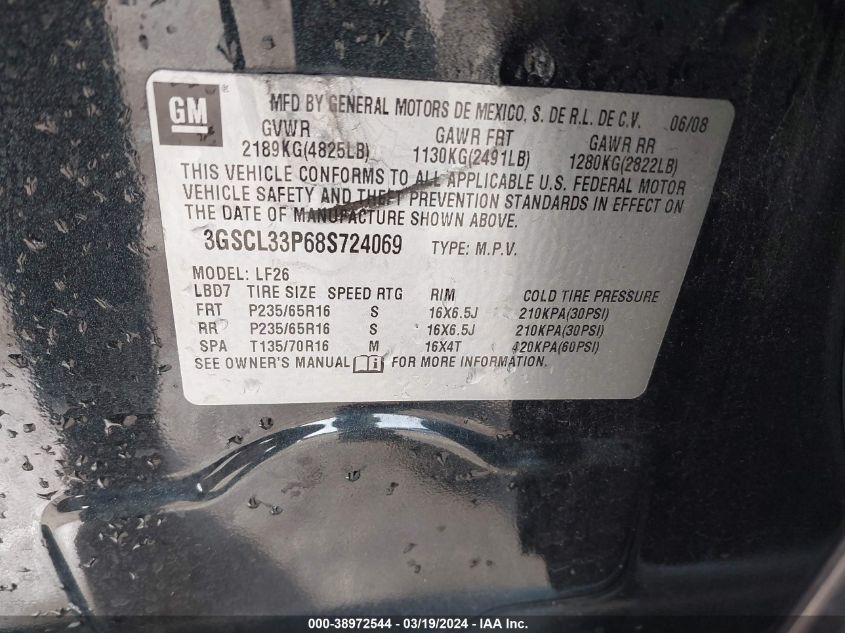 GM
MFD BY GENERAL MOTORS DE MEXICO, S. DE R.L. DE C.V. 06/08
GVWR GAWR FRT GAWR RR
2189KG(4825LB) 1130KG(2491LB) 1280KG(2822LB)
THIS VEHICLE CONFORMS TO ALL APPLICABLE U.S. FEDERAL MOTOR
VEHICLE SAFETY AND THEFT PREVENTION STANDARDS IN EFFECT ON
THE DATE OF MANUFACTURE SHOWN ABOVE.
3GSCL33P68S724069 TYPE: M.P.V.
MODEL: LF26
LBD7 TIRE SIZE SPEED RTG RIM COLD TIRE PRESSURE
FRT P235/65R16 S 16X6.5J 210KPA(30PSI)
RR P235/65R16 S 16X6.5J 210KPA(30PSI)
SPA T135/70R16 M 16X4T 420KPA(60PSI)
SEE OWNER'S MANUAL FOR MORE INFORMATION.
000-38972544 — 03/19/2024 — IAA Inc.